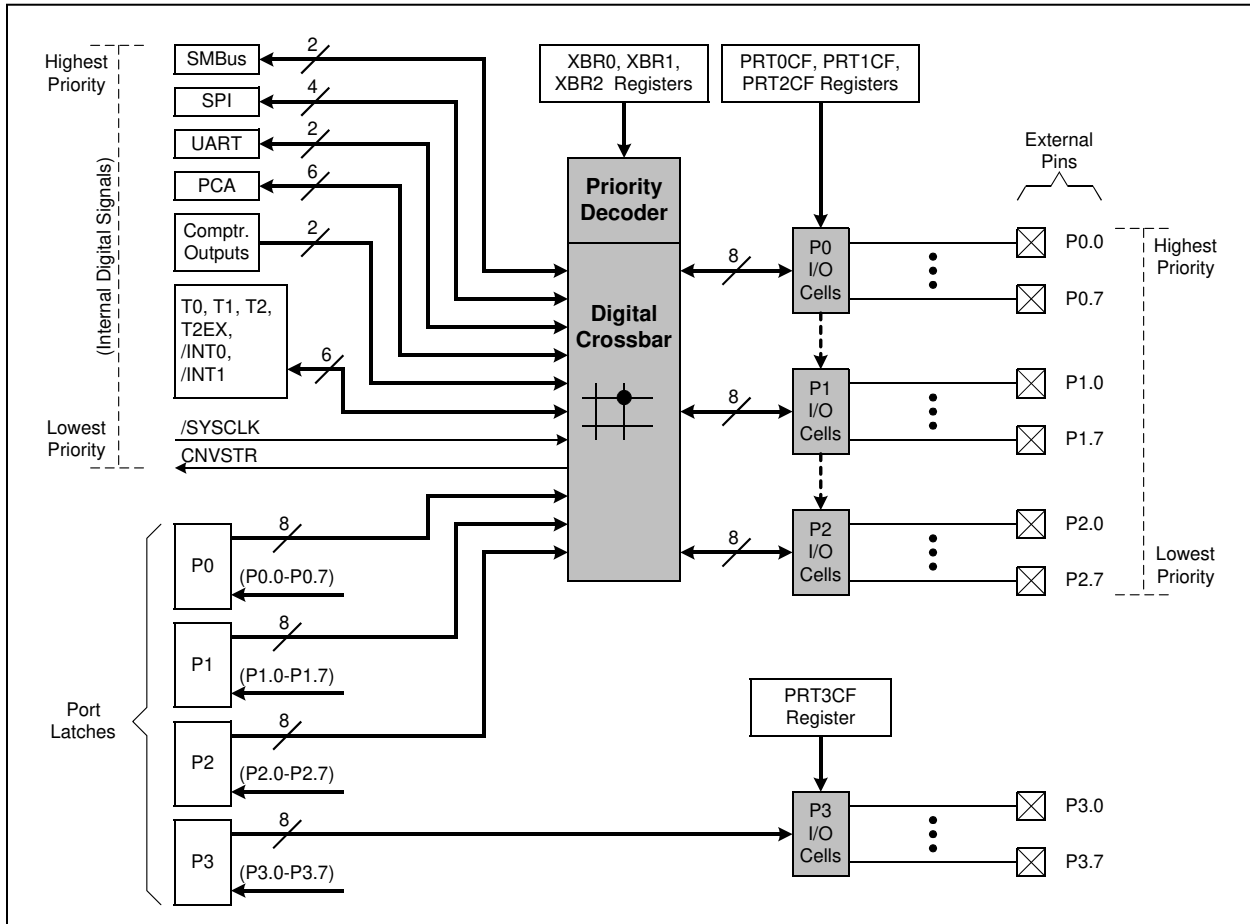 Highest
Priority
(Internal Digital Signals)
Lowest
Priority
SMBus
2
SPI
4
UART
2
PCA
6
Comptr.
Outputs
2
T0, T1, T2,
T2EX,
/INT0,
/INT1
6
/SYSCLK
CNVSTR
XBR0, XBR1,
XBR2 Registers
PRT0CF, PRT1CF,
PRT2CF Registers
Priority
Decoder
Digital
Crossbar
8
P0
I/O
Cells
8
P1
I/O
Cells
8
P2
I/O
Cells
External
Pins
P0.0
P0.7
P1.0
P1.7
P2.0
P2.7
Highest
Priority
Lowest
Priority
Port
Latches
P0
8
(P0.0-P0.7)
P1
8
(P1.0-P1.7)
P2
8
(P2.0-P2.7)
P3
8
(P3.0-P3.7)
PRT3CF
Register
P3
I/O
Cells
P3.0
P3.7